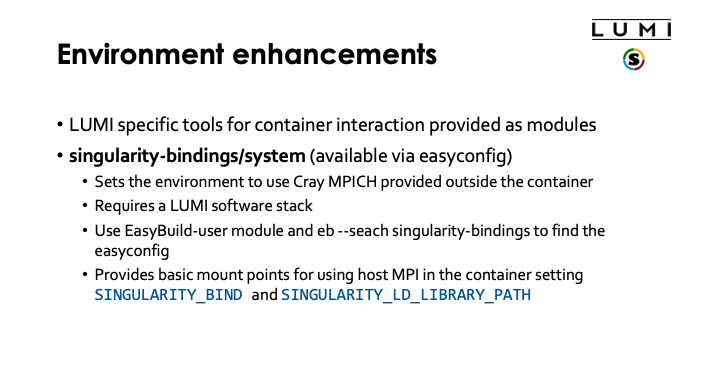 LUMI
S
Environment enhancements
• LUMI specific tools for container interaction provided as modules
• singularity-bindings/system (available via easyconfig)
• Sets the environment to use Cray MPICH provided outside the container
• Requires a LUMI software stack
• Use EasyBuild-user module and eb --seach singularity-bindings to find the
easyconfig
• Provides basic mount points for using host MPI in the container setting
SINGULARITY_BIND and SINGULARITY_LD_LIBRARY_PATH